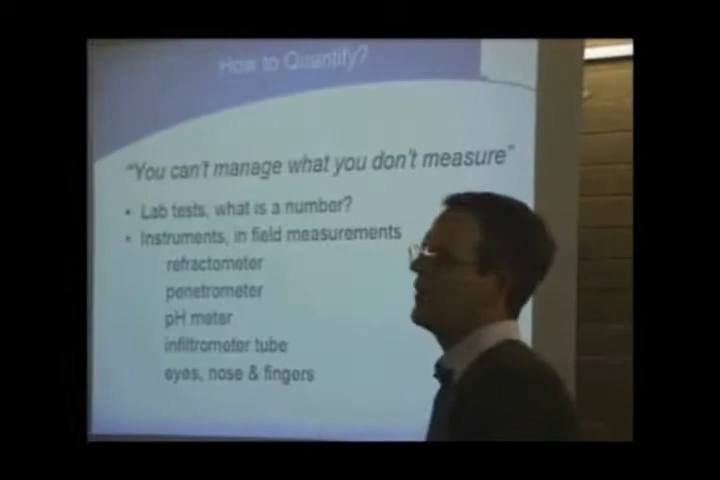 How to Quantify?
"You can't manage what you don't measure"
• Lab tests, what is a number?
• Instruments, in field measurements
refractometer
penetrometer
pH meter
infiltrometer tube
eyes, nose & fingers